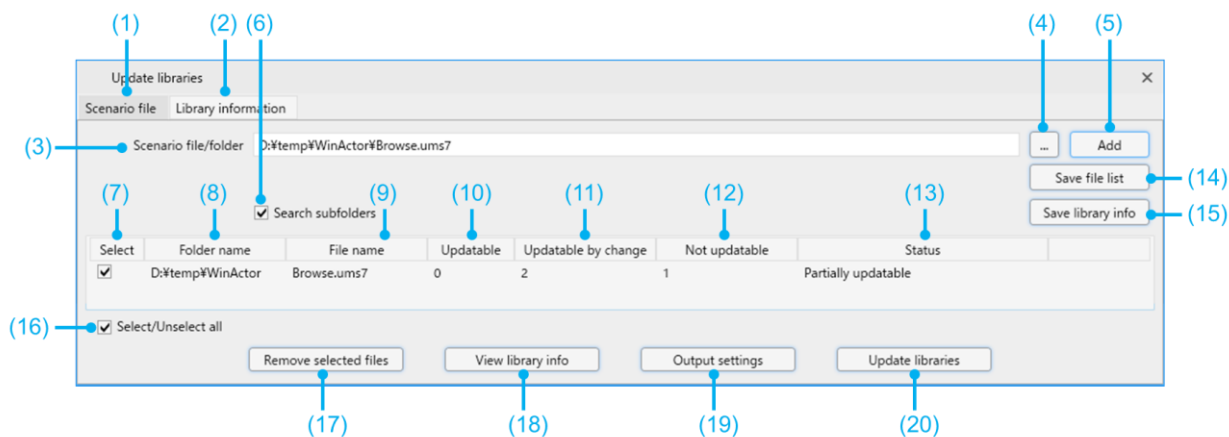 (1) (2) (6) (4) (5)
Update libraries ×
Scenario file Library information
(3) Scenario file/folder D:¥temp¥WinActor¥Browse.ums7 ... Add
Save file list (14)
(7) (8) (9) (10) (11) (12) (13)
Search subfolders Save library info (15)
Select Folder name File name Updatable Updatable by change Not updatable Status
D:¥temp¥WinActor Browse.ums7 0 2 1 Partially updatable
(16) Select/Unselect all
Remove selected files View library info Output settings Update libraries
(17) (18) (19) (20)